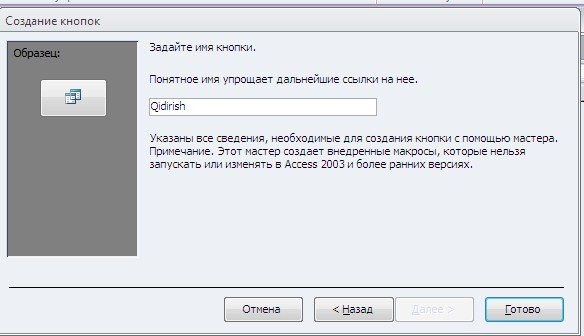 Создание кнопок
Образец:
Задайте имя кнопки.
Понятное имя упрощает дальнейшие ссылки на нее.
Qidirish
Указаны все сведения, необходимые для создания кнопки с помощью мастера.
Примечание. Этот мастер создает внедренные макросы, которые нельзя
запускать или изменять в Access 2003 и более ранних версиях.
Отмена
< Назад
Далее >
Готово